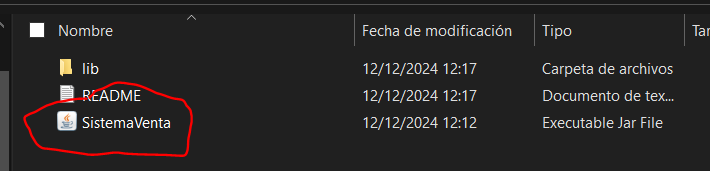 Nombre Fecha de modificación Tipo Tar
lib 12/12/2024 12:17 Carpeta de archivos
README 12/12/2024 12:17 Documento de tex...
SistemaVenta 12/12/2024 12:12 Executable Jar File